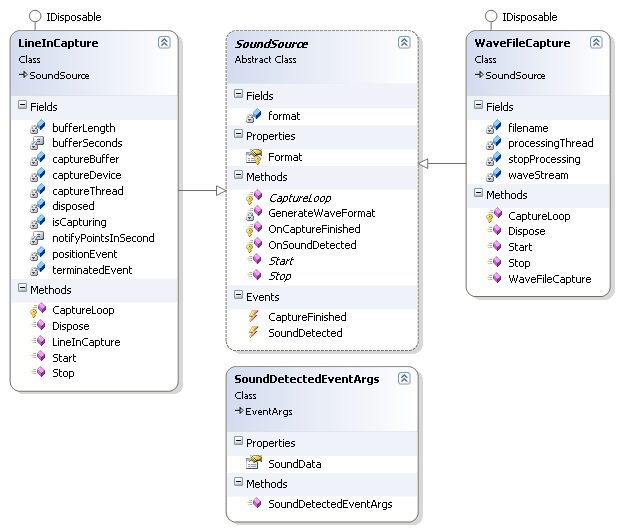 IDisposable
LineInCapture
Class
SoundSource
Fields
bufferLength
bufferSeconds
captureBuffer
captureDevice
captureThread
disposed
isCapturing
notifyPointsInSecond
positionEvent
terminatedEvent
Methods
CaptureLoop
Dispose
LineInCapture
Start
Stop
SoundSource
Abstract Class
Fields
format
Properties
Format
Methods
CaptureLoop
GenerateWaveFormat
OnCaptureFinished
OnSoundDetected
Start
Stop
Events
CaptureFinished
SoundDetected
IDisposable
WaveFileCapture
Class
SoundSource
Fields
filename
processingThread
stopProcessing
waveStream
Methods
CaptureLoop
Dispose
Start
Stop
WaveFileCapture
SoundDetectedEventArgs
Class
EventArgs
Properties
SoundData
Methods
SoundDetectedEventArgs